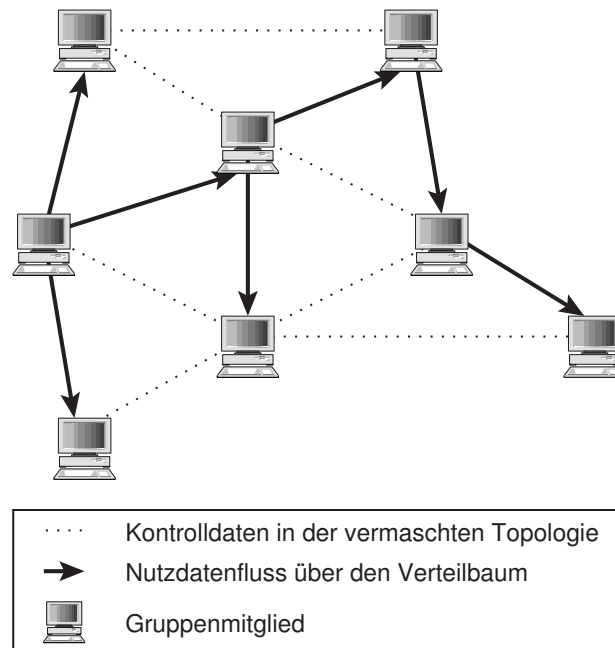 Kontrolldaten in der vermaschten Topologie
Nutzdatenfluss über den Verteilbaum
Gruppenmitglied